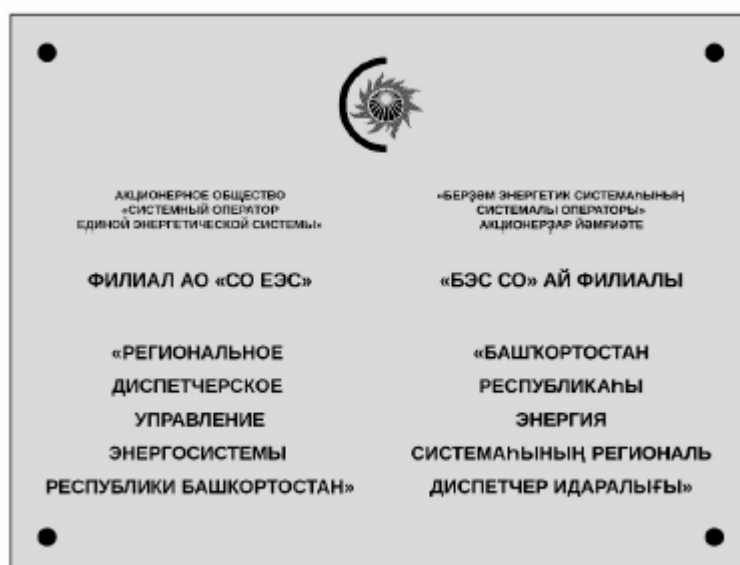 АКЦИОНЕРНОЕ ОБЩЕСТВО
«СИСТЕМНЫЙ ОПЕРАТОР
ЕДИНОЙ ЭНЕРГЕТИЧЕСКОЙ СИСТЕМЫ»
ФИЛИАЛ АО «СО ЕЭС»
«РЕГИОНАЛЬНОЕ
ДИСПЕТЧЕРСКОЕ
УПРАВЛЕНИЕ
ЭНЕРГОСИСТЕМЫ
РЕСПУБЛИКИ БАШКОРТОСТАН»
«БЕРҘӘМ ЭНЕРГЕТИК СИСТЕМАҺЫНЫҢ
СИСТЕМАЛЫ ОПЕРАТОРЫ»
АКЦИОНЕРҘАР ЙӘМҒИӘТЕ
«БЭС СО» АЙ ФИЛИАЛЫ
«БАШҠОРТОСТАН
РЕСПУБЛИКАҺЫ
ЭНЕРГИЯ
СИСТЕМАҺЫНЫҢ РЕГИОНАЛЬ
ДИСПЕТЧЕР ИДАРАЛЫҒЫ»